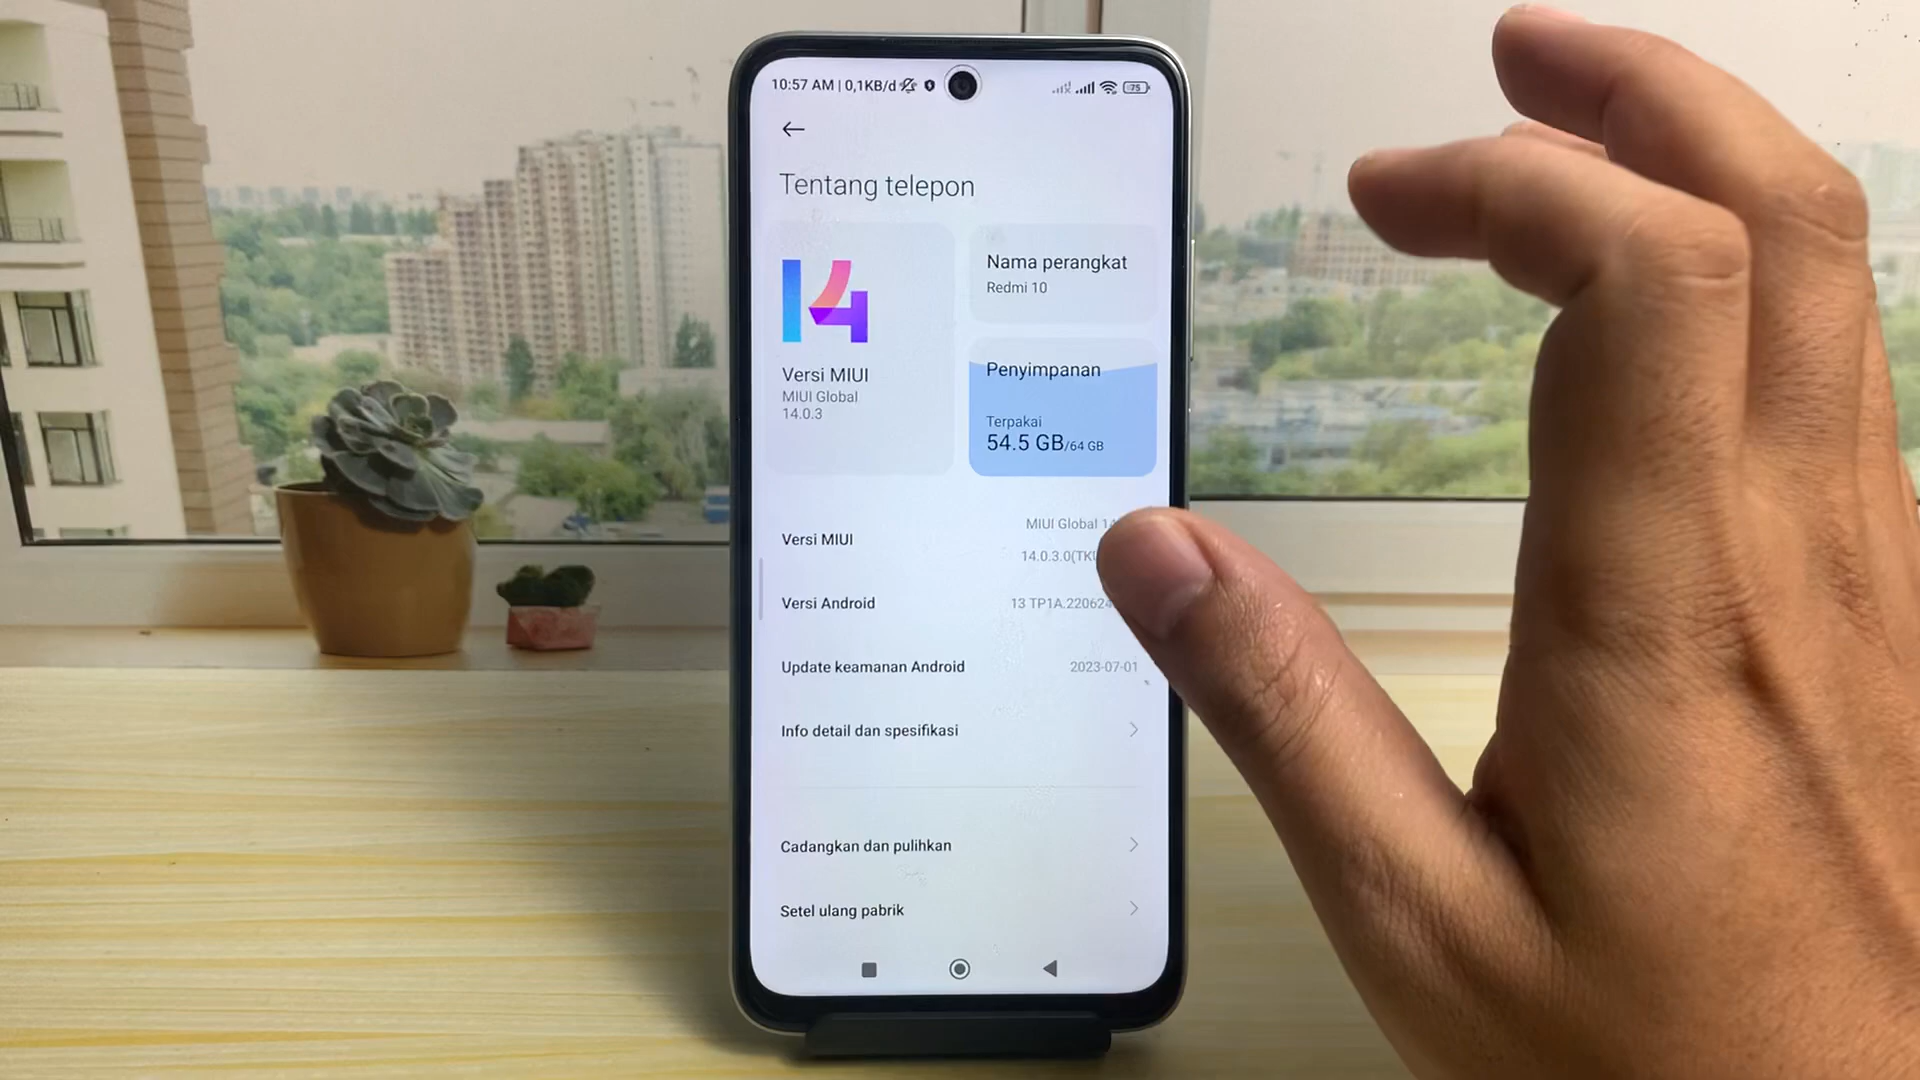 10:57 AM | 0,1KB/d
75
Tentang telepon
14
Versi MIUI
MIUI Global
14.0.3
Nama perangkat
Redmi 10
Penyimpanan
Terpakai
54.5 GB/64 GB
Versi MIUI
MIUI Global
14.0.3.0(TK
Versi Android
13 TP1A.22062
Update keamanan Android
2023-07-01
Info detail dan spesifikasi
Cadangkan dan pulihkan
Setel ulang pabrik